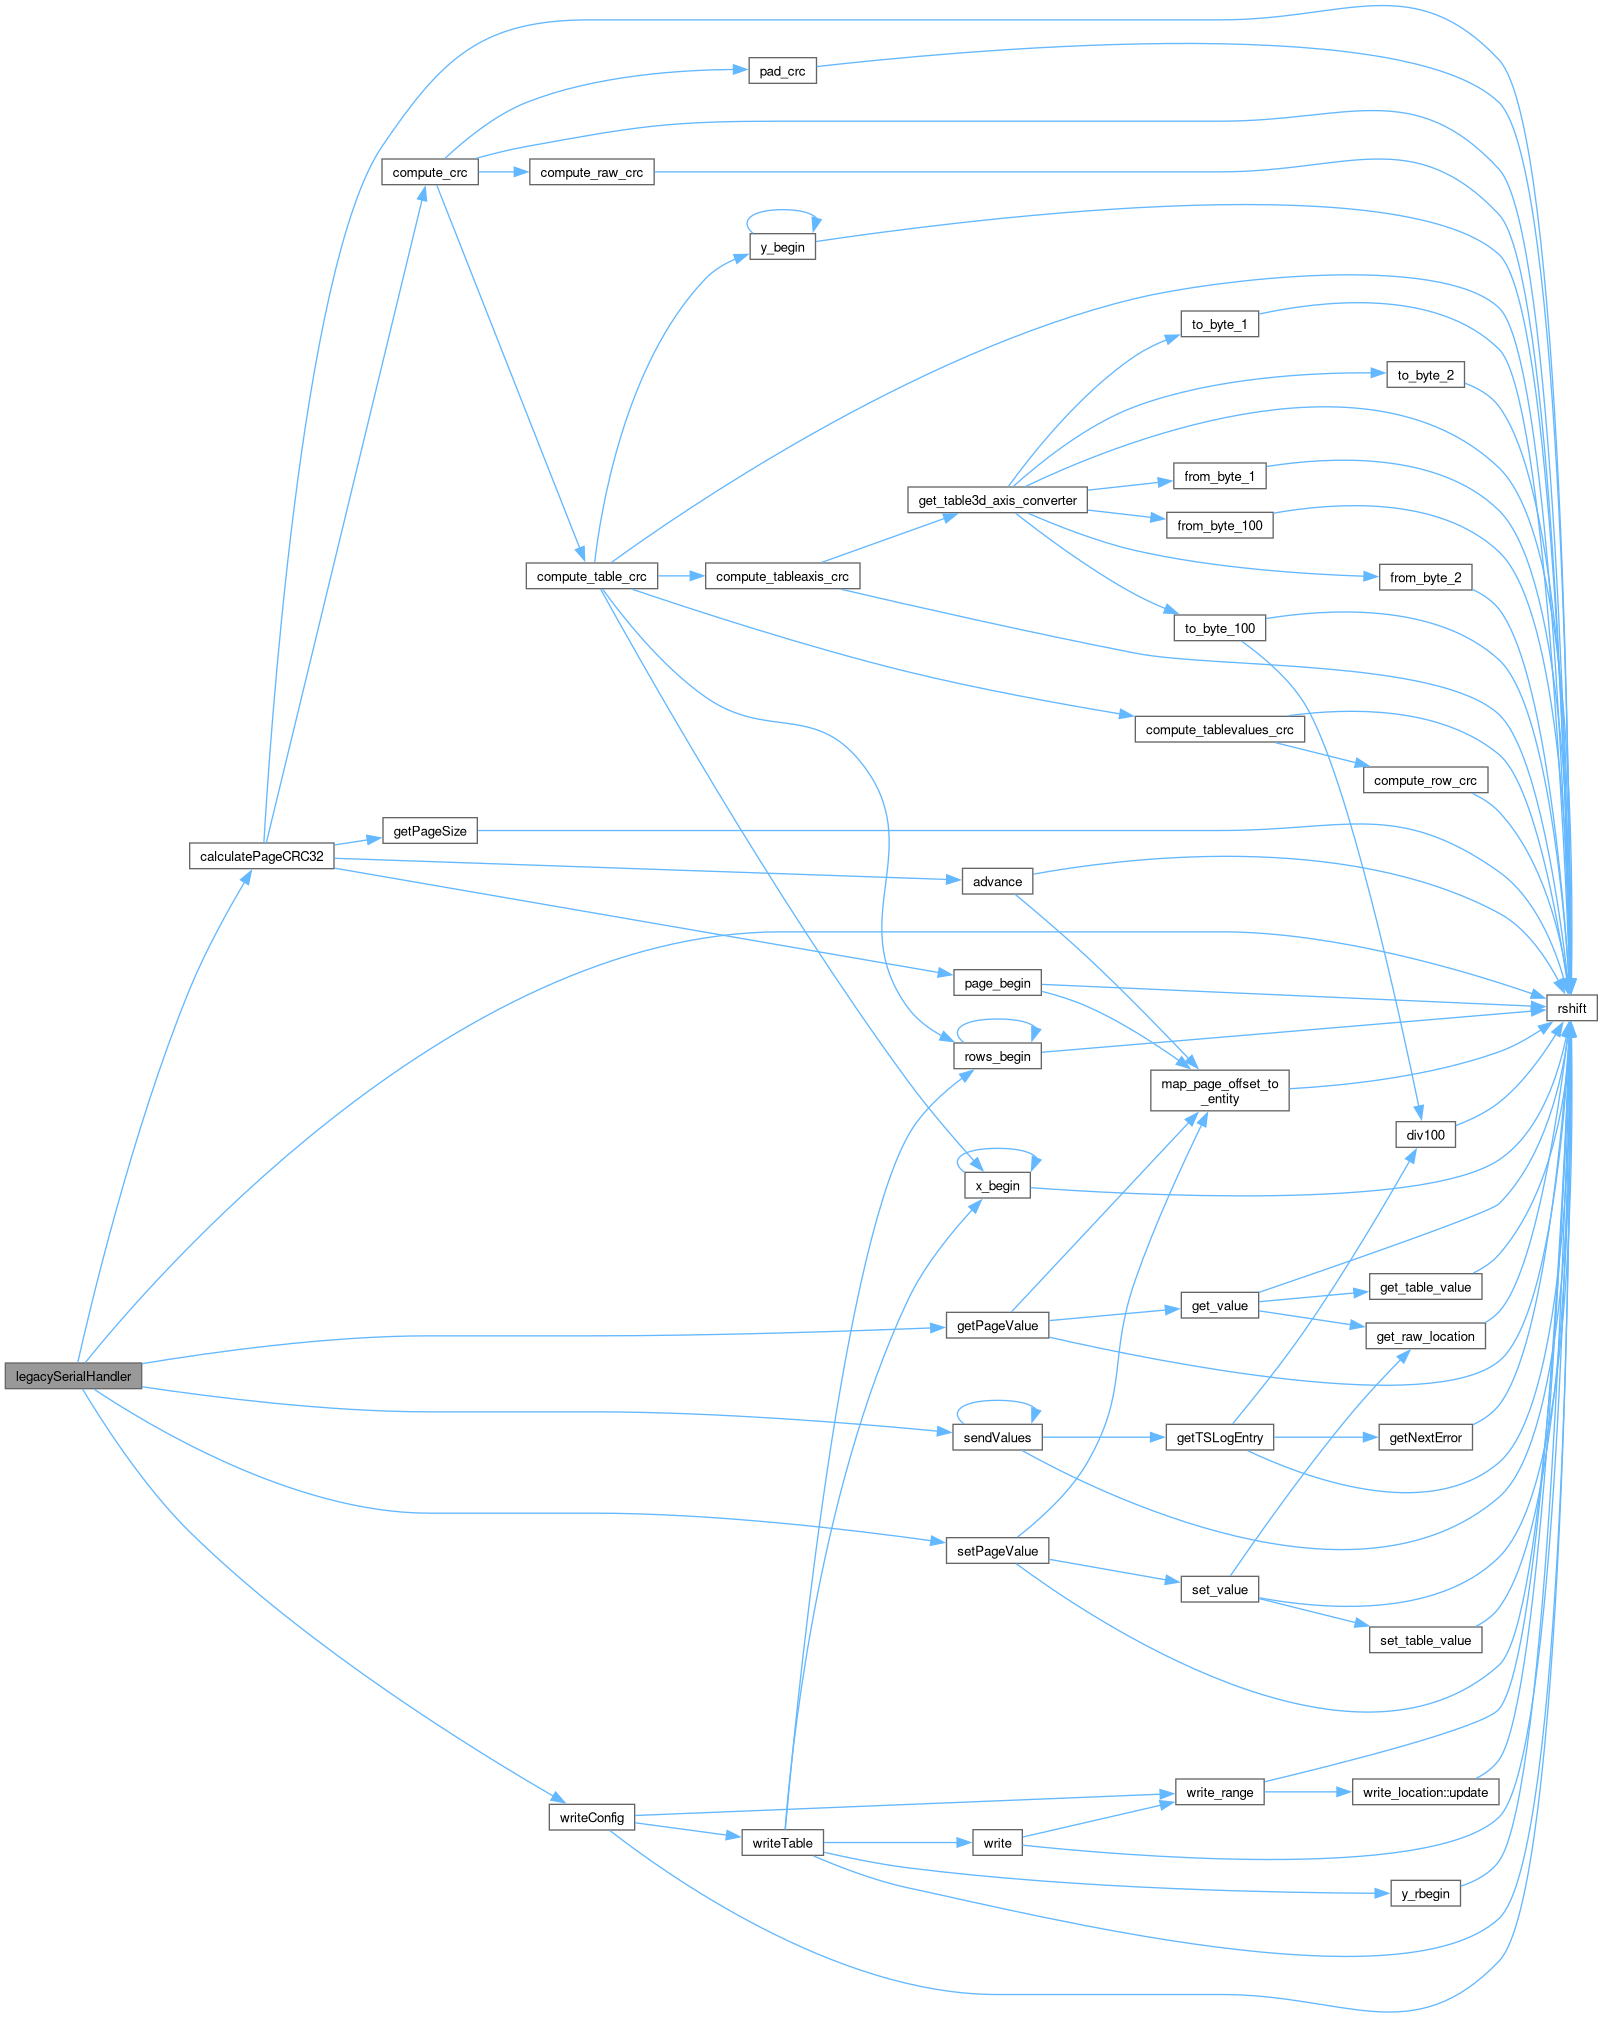 pad_crc
compute_crc
compute_raw_crc
y_begin
to_byte_1
to_byte_2
from_byte_1
get_table3d_axis_converter
from_byte_100
compute_table_crc
compute_tableaxis_crc
from_byte_2
to_byte_100
compute_tablevalues_crc
compute_row_crc
getPageSize
calculatePageCRC32
advance
page_begin
rshift
rows_begin
map_page_offset_to
_entity
div100
x_begin
get_table_value
get_value
getPageValue
get_raw_location
legacySerialHandler
sendValues
getTSLogEntry
getNextError
setPageValue
set_value
set_table_value
write_range
write_location::update
writeConfig
writeTable
write
y_rbegin